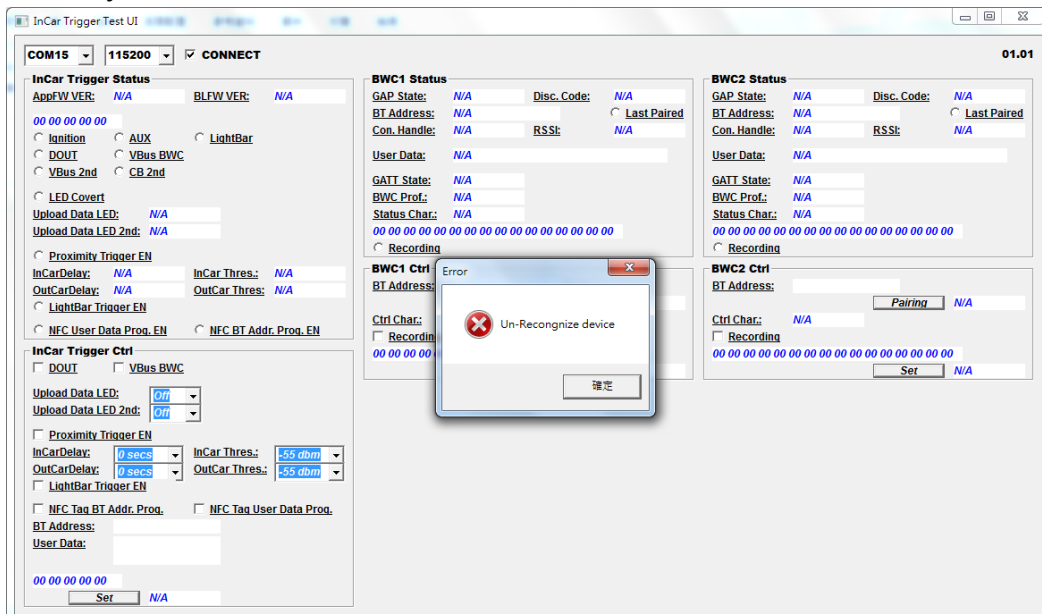 InCar Trigger Test UI
COM15 115200 CONNECT 01.01
InCar Trigger Status
AppFW VER: N/A BLFW VER: N/A
00 00 00 00 00
Ignition AUX LightBar
DOUT VBus BWC
VBus 2nd CB 2nd
LED Covert
Upload Data LED: N/A
Upload Data LED 2nd: N/A
Proximity Trigger EN
InCarDelay: N/A InCar Thres.: N/A
OutCarDelay: N/A OutCar Thres: N/A
LightBar Trigger EN
NFC User Data Prog. EN NFC BT Addr. Prog. EN
InCar Trigger Ctrl
DOUT VBus BWC
Upload Data LED: Off
Upload Data LED 2nd: Off
Proximity Trigger EN
InCarDelay: 0 secs InCar Thres.: -55 dbm
OutCarDelay: 0 secs OutCar Thres.: -55 dbm
LightBar Trigger EN
NFC Tag BT Addr. Prog. NFC Tag User Data Prog.
BT Address:
User Data:
00 00 00 00 00
Set N/A
BWC1 Status
GAP State: N/A Disc. Code: N/A
BT Address: N/A Last Paired
Con. Handle: N/A RSSI: N/A
User Data: N/A
GATT State: N/A
BWC Prof.: N/A
Status Char.: N/A
00 00 00 00 00 00 00 00 00 00 00 00 00 00 00 00
Recording
BWC1 Ctrl
BT Address:
Ctrl Char.:
Recording
00 00 00 00
BWC2 Status
GAP State: N/A Disc. Code: N/A
BT Address: N/A Last Paired
Con. Handle: N/A RSSI: N/A
User Data: N/A
GATT State: N/A
BWC Prof.: N/A
Status Char.: N/A
00 00 00 00 00 00 00 00 00 00 00 00 00 00 00 00
Recording
BWC2 Ctrl
BT Address:
Pairing N/A
Ctrl Char.: N/A
Recording
00 00 00 00 00 00 00 00 00 00 00 00 00 00 00 00
Set N/A
Error
Un-Recongnize device
確定